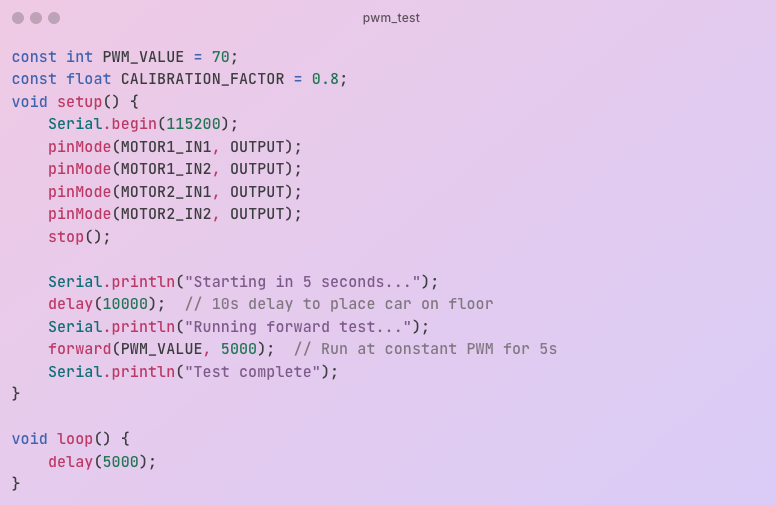 pwm_test
const int PWM_VALUE = 70;
const float CALIBRATION_FACTOR = 0.8;
void setup() {
    Serial.begin(115200);
    pinMode(MOTOR1_IN1, OUTPUT);
    pinMode(MOTOR1_IN2, OUTPUT);
    pinMode(MOTOR2_IN1, OUTPUT);
    pinMode(MOTOR2_IN2, OUTPUT);
    stop();

    Serial.println("Starting in 5 seconds...");
    delay(10000);  // 10s delay to place car on floor
    Serial.println("Running forward test...");
    forward(PWM_VALUE, 5000);  // Run at constant PWM for 5s
    Serial.println("Test complete");
}

void loop() {
    delay(5000);
}